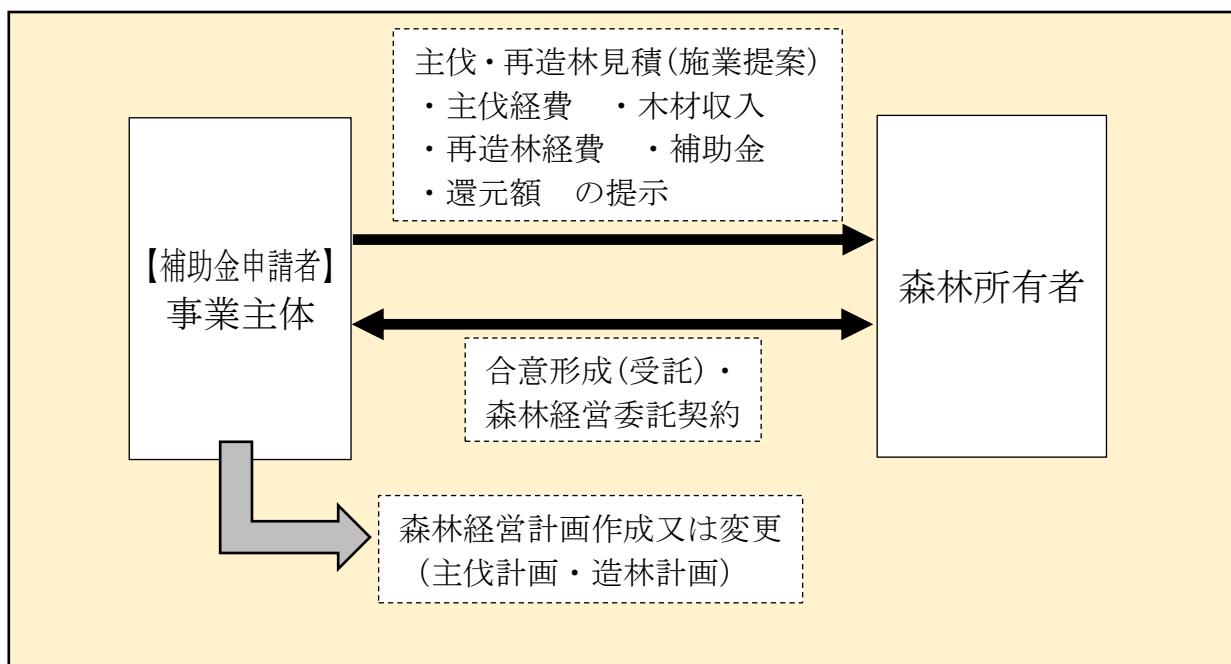 主伐・再造林見積(施業提案)
・主伐経費　・木材収入
・再造林経費　・補助金
・還元額　の提示
【補助金申請者】
事業主体
森林所有者
合意形成(受託)・
森林経営委託契約
森林経営計画作成又は変更
(主伐計画・造林計画)